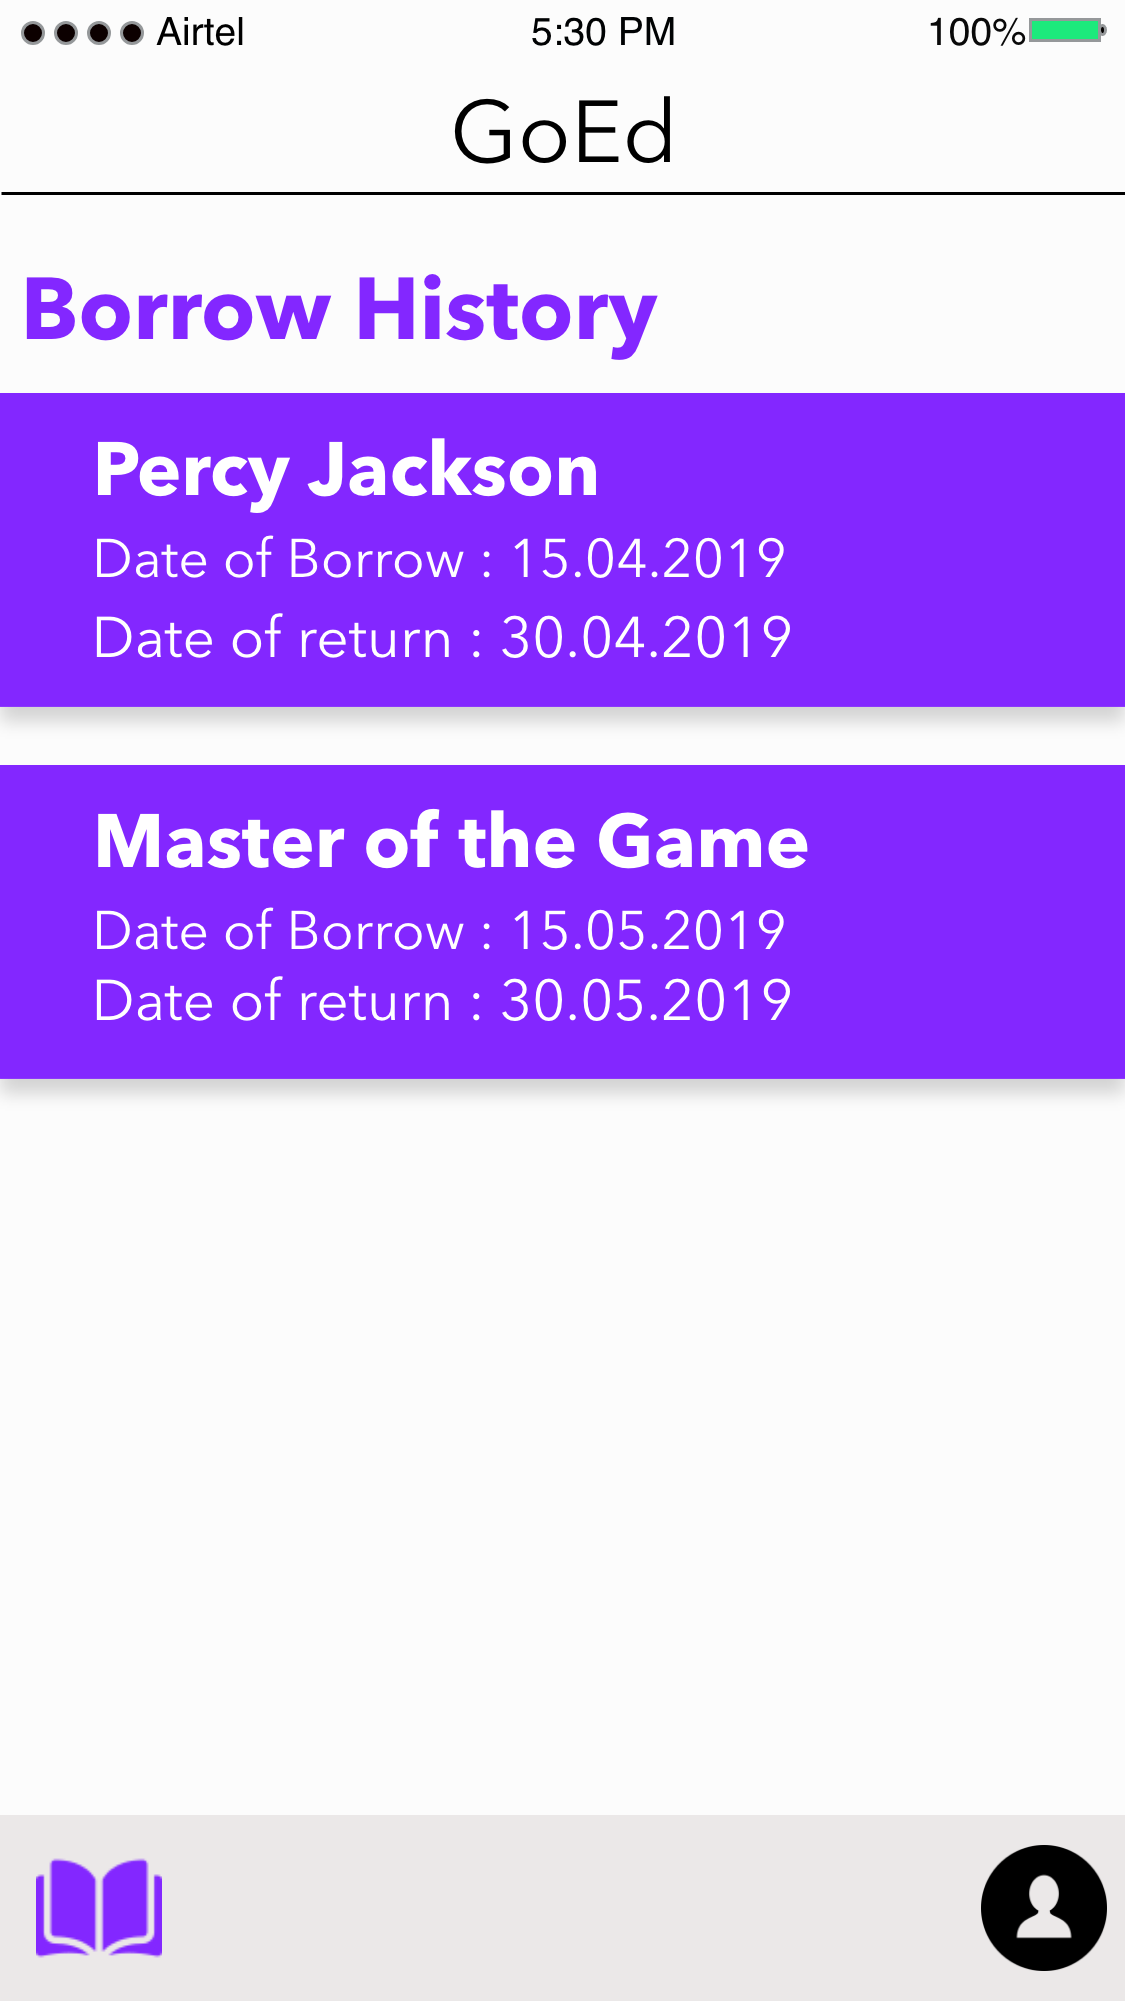 Airtel 5:30 PM 100%
GoEd
Borrow History
Percy Jackson
Date of Borrow : 15.04.2019
Date of return : 30.04.2019
Master of the Game
Date of Borrow : 15.05.2019
Date of return : 30.05.2019